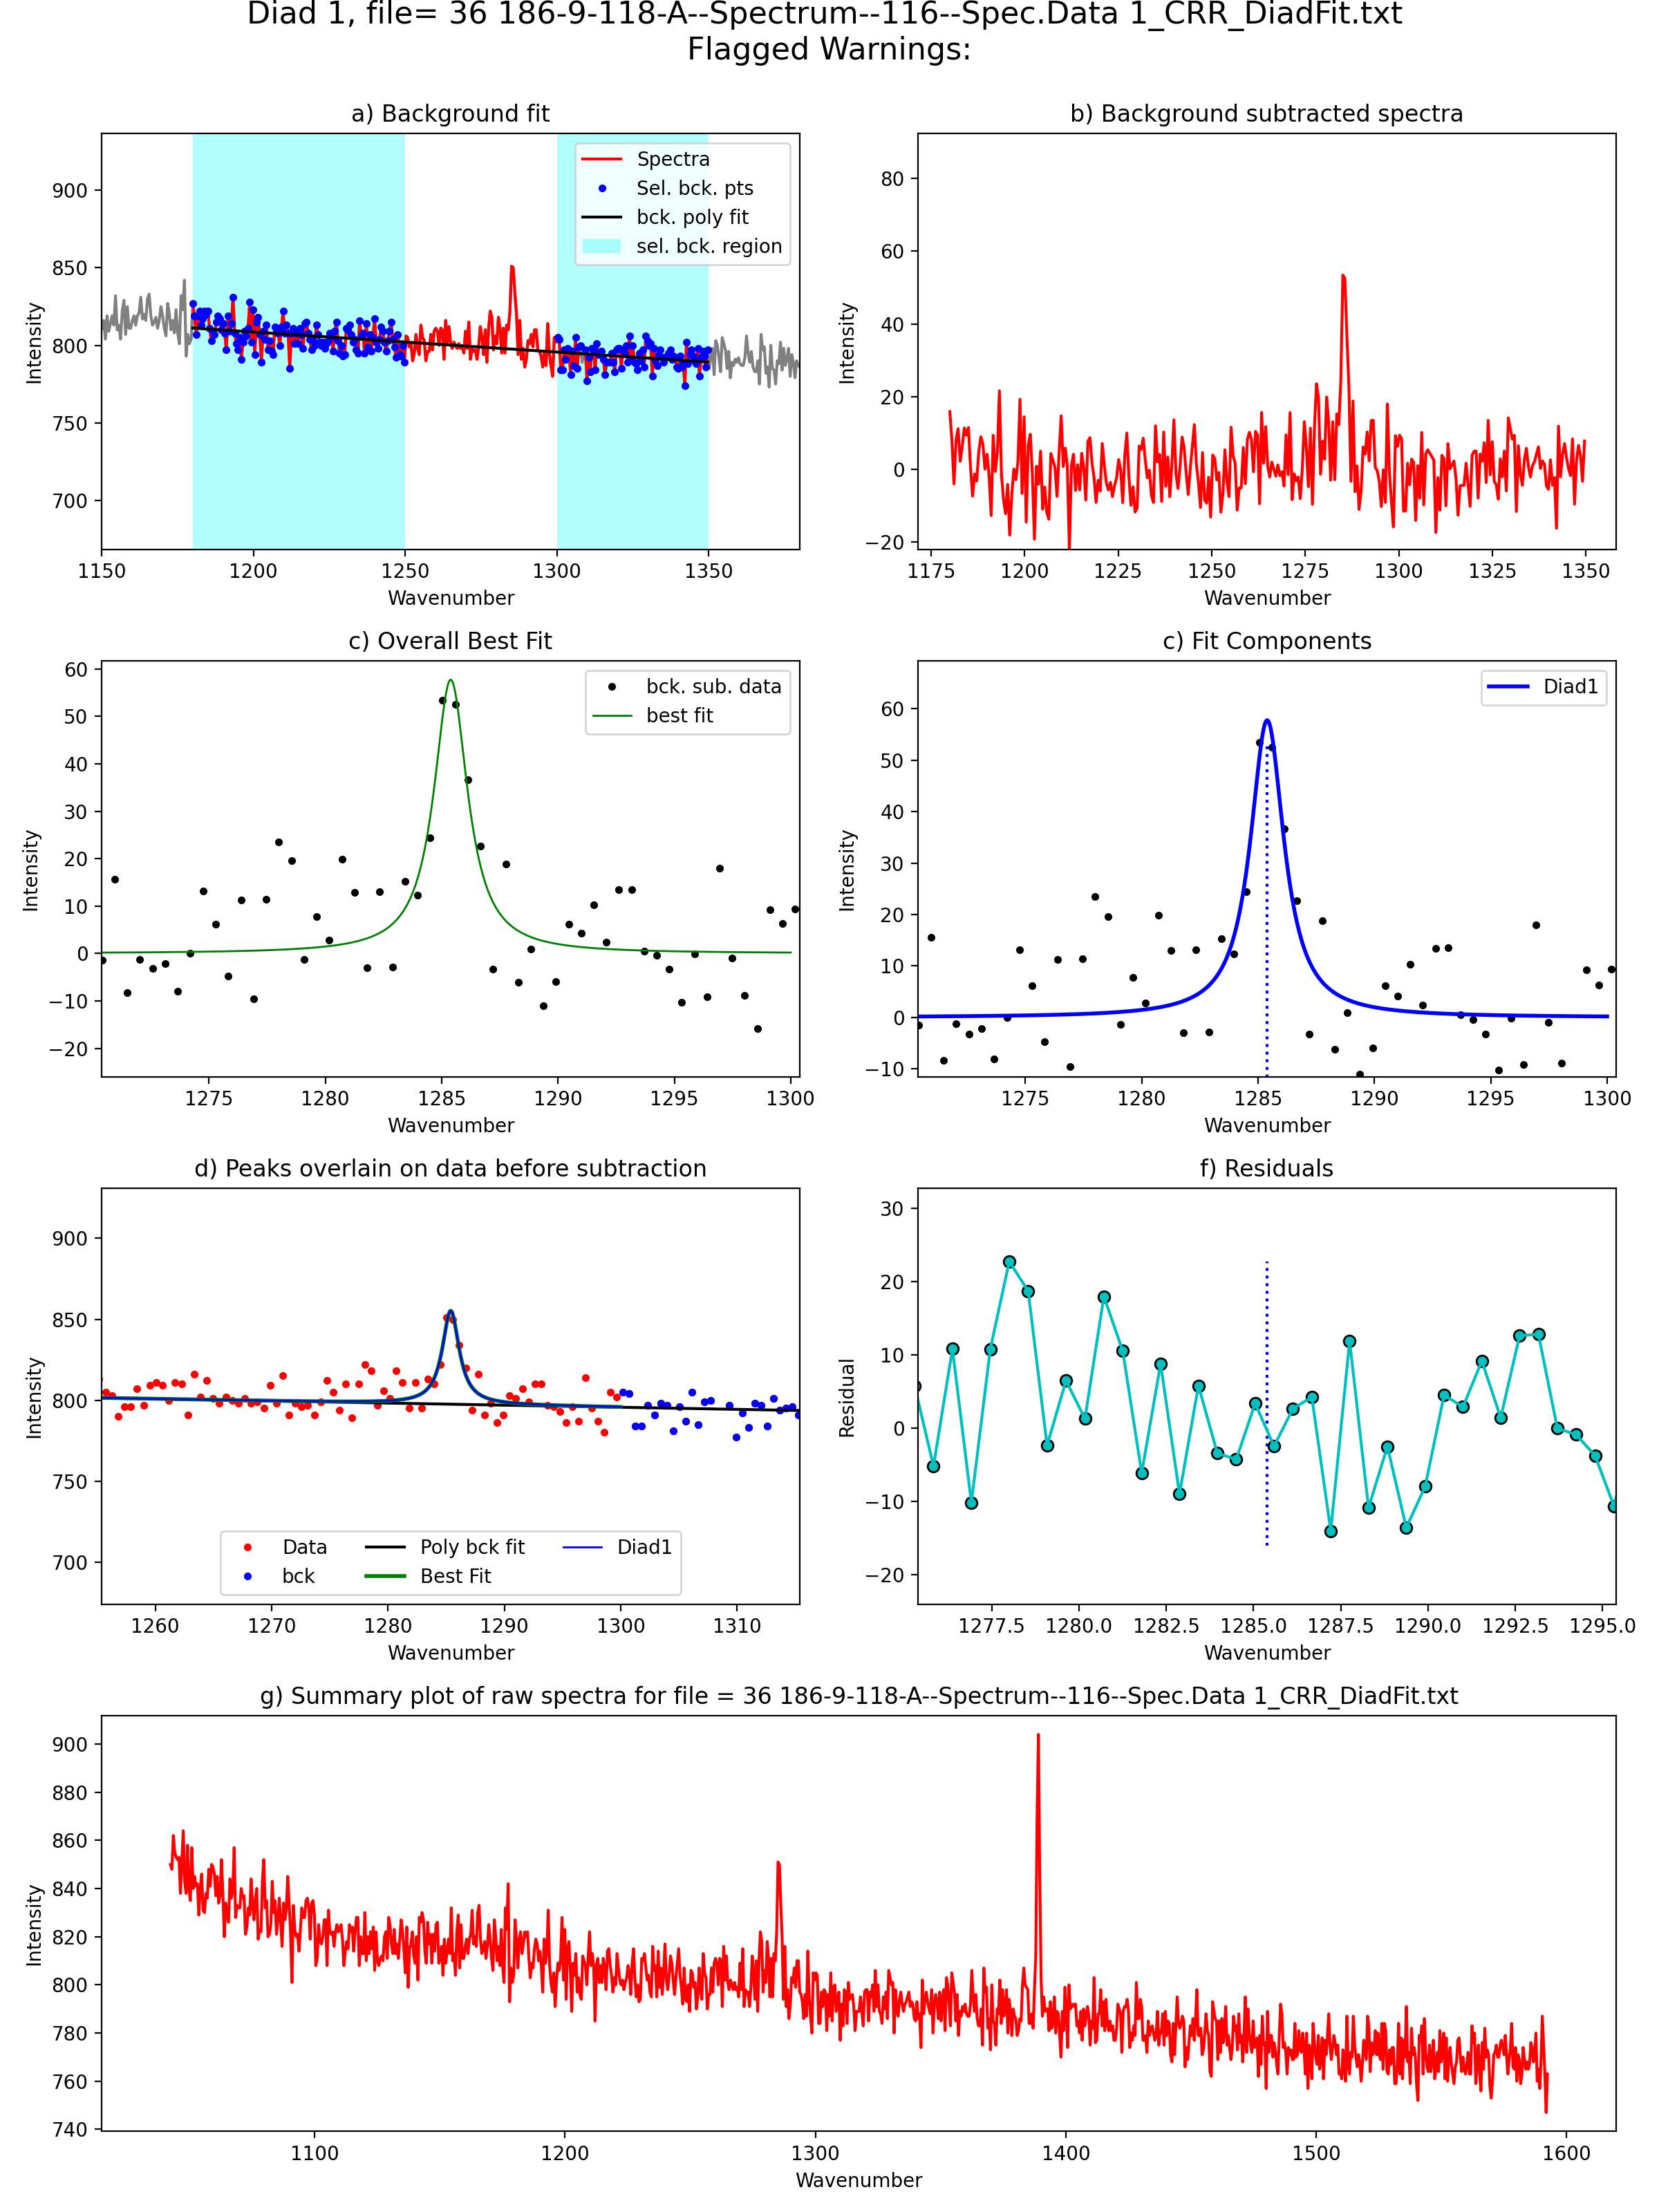 Diad 1, file= 36 186-9-118-A--Spectrum--116--Spec.Data 1_CRR_DiadFit.txt
Flagged Warnings:
a) Background fit
Intensity
900
850
800
750
700
Spectra
Sel. bck. pts
bck. poly fit
sel. bck. region
1150 1200 1250 1300 1350
Wavenumber
b) Background subtracted spectra
Intensity
80
60
40
20
0
−20
1175 1200 1225 1250 1275 1300 1325 1350
Wavenumber
c) Overall Best Fit
Intensity
60
50
40
30
20
10
0
−10
−20
bck. sub. data
best fit
1275 1280 1285 1290 1295 1300
Wavenumber
c) Fit Components
Intensity
60
50
40
30
20
10
0
−10
Diad1
1275 1280 1285 1290 1295 1300
Wavenumber
d) Peaks overlain on data before subtraction
Intensity
900
850
800
750
700
Data Poly bck fit Diad1
bck Best Fit
1260 1270 1280 1290 1300 1310
Wavenumber
f) Residuals
Residual
30
20
10
0
−10
−20
1277.5 1280.0 1282.5 1285.0 1287.5 1290.0 1292.5 1295.0
Wavenumber
g) Summary plot of raw spectra for file = 36 186-9-118-A--Spectrum--116--Spec.Data 1_CRR_DiadFit.txt
Intensity
900
880
860
840
820
800
780
760
740
1100 1200 1300 1400 1500 1600
Wavenumber